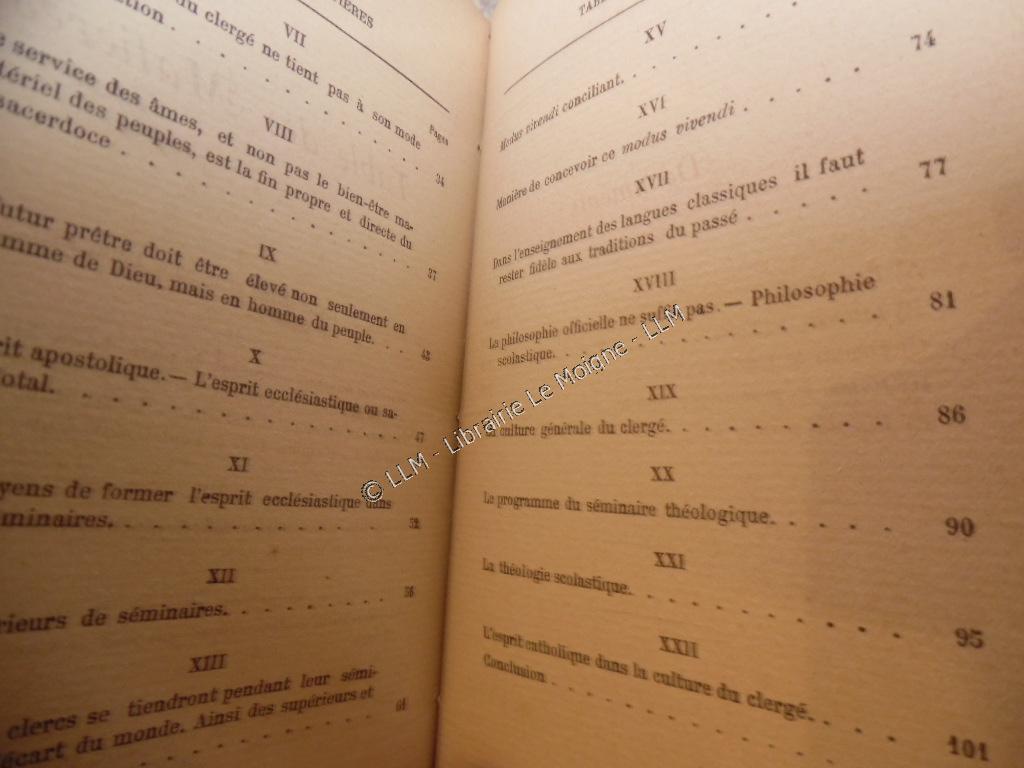 IÈRES
VII
du clergé ne tient pas à son mode
Pages
34
VIII
service des âmes, et non pas le bien-être ma-
tériel des peuples, est la fin propre et directe du
sacerdoce
37
IX
futur prêtre doit être élevé non seulement en
mme de Dieu, mais en homme du peuple.
43
X
rit apostolique. — L'esprit ecclésiastique ou sa-
otal.
47
XI
yens de former l'esprit ecclésiastique dans
minaires.
52
XII
rieurs de séminaires.
56
XIII
clercs se tiendront pendant leur sémi-
écart du monde. Ainsi des supérieurs et
64
TABLE
XV
Modus vivendi conciliant. 74
XVI
Manière de concevoir ce modus vivendi
XVII
77
Dans l'enseignement des langues classiques il faut
rester fidèle aux traditions du passé
XVIII
81
La philosophie officielle ne suffit pas. — Philosophie
scolastique.
XIX
86
La culture générale du clergé.
XX
90
Le programme du séminaire théologique.
XXI
La théologie scolastique.
95
XXII
L'esprit catholique dans la culture du clergé.
101
Conclusion
© LLM - Librairie Le Moigne - LLM